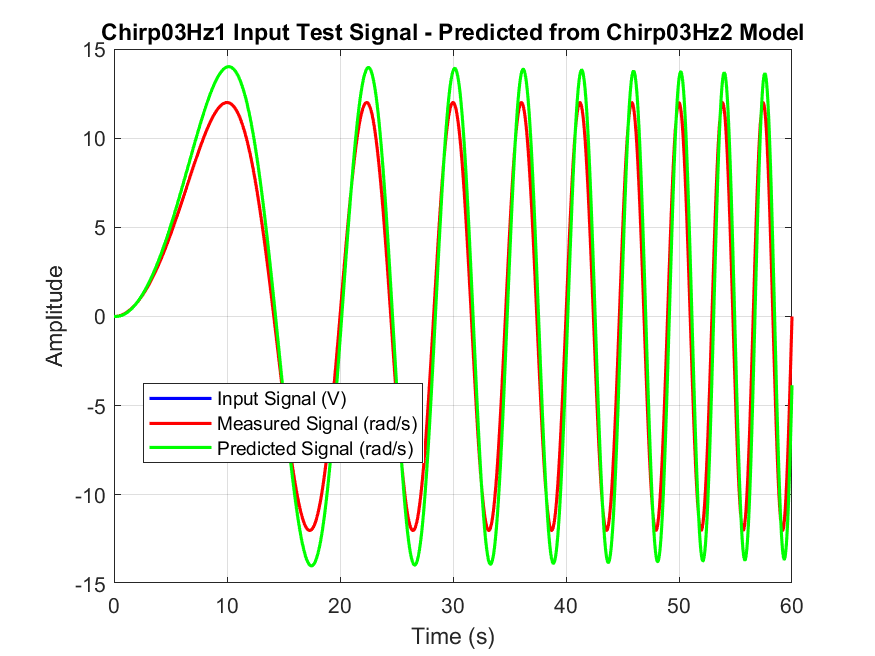 Chirp03Hz1 Input Test Signal - Predicted from Chirp03Hz2 Model
15
10
5
0
-5
-10
-15
Amplitude
Input Signal (V)
Measured Signal (rad/s)
Predicted Signal (rad/s)
0 10 20 30 40 50 60
Time (s)